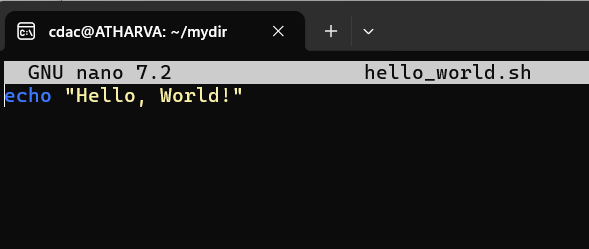 cdac@ATHARVA: ~/mydir
GNU nano 7.2 hello_world.sh
echo "Hello, World!"